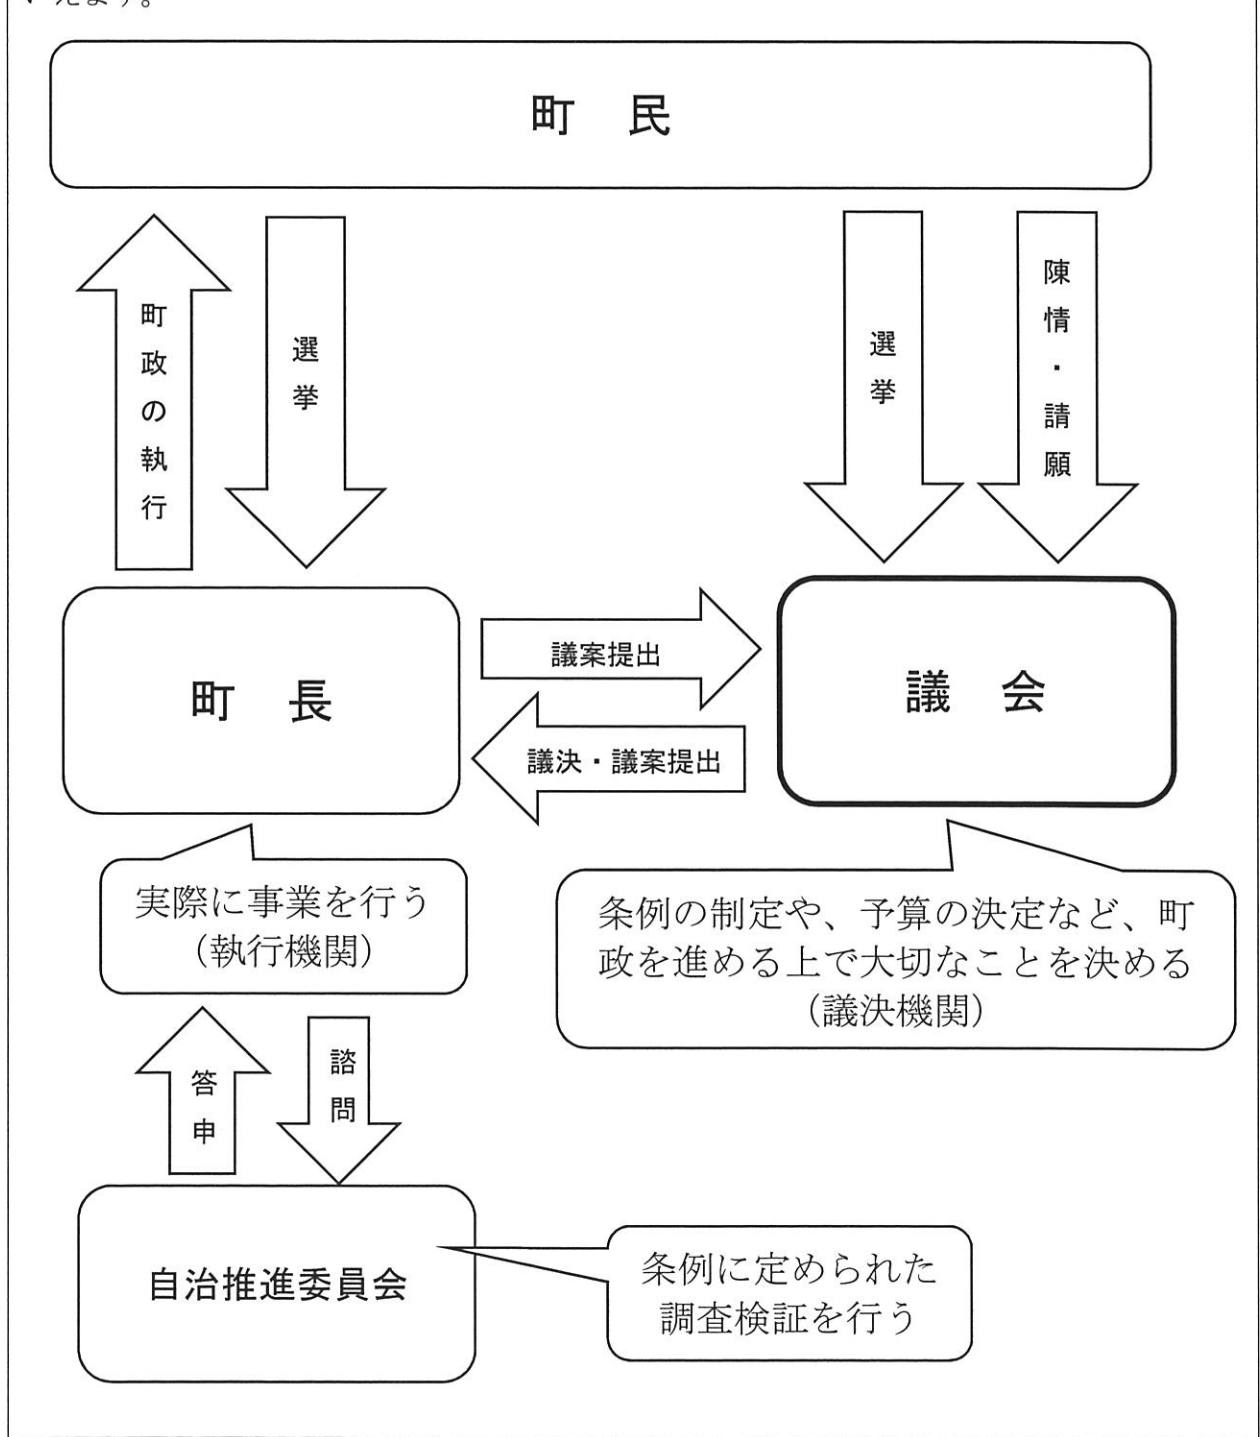 町　民
町政の執行
選挙
選挙
陳情・請願
町　長
議案提出
議決・議案提出
議　会
実際に事業を行う
（執行機関）
条例の制定や、予算の決定など、町
政を進める上で大切なことを決める
（議決機関）
答申
諮問
自治推進委員会
条例に定められた
調査検証を行う